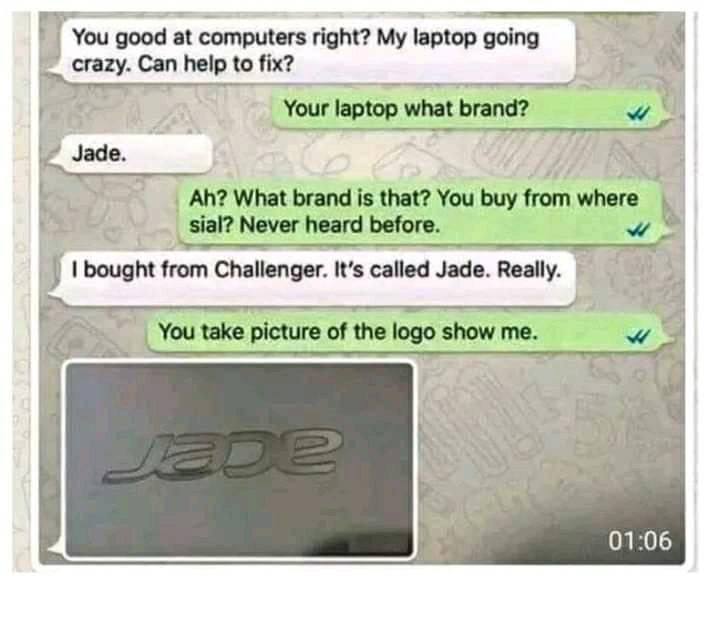 You good at computers right? My laptop going
crazy. Can help to fix?
Your laptop what brand?
Jade.
Ah? What brand is that? You buy from where
sial? Never heard before.
I bought from Challenger. It's called Jade. Really.
You take picture of the logo show me.
acer
01:06